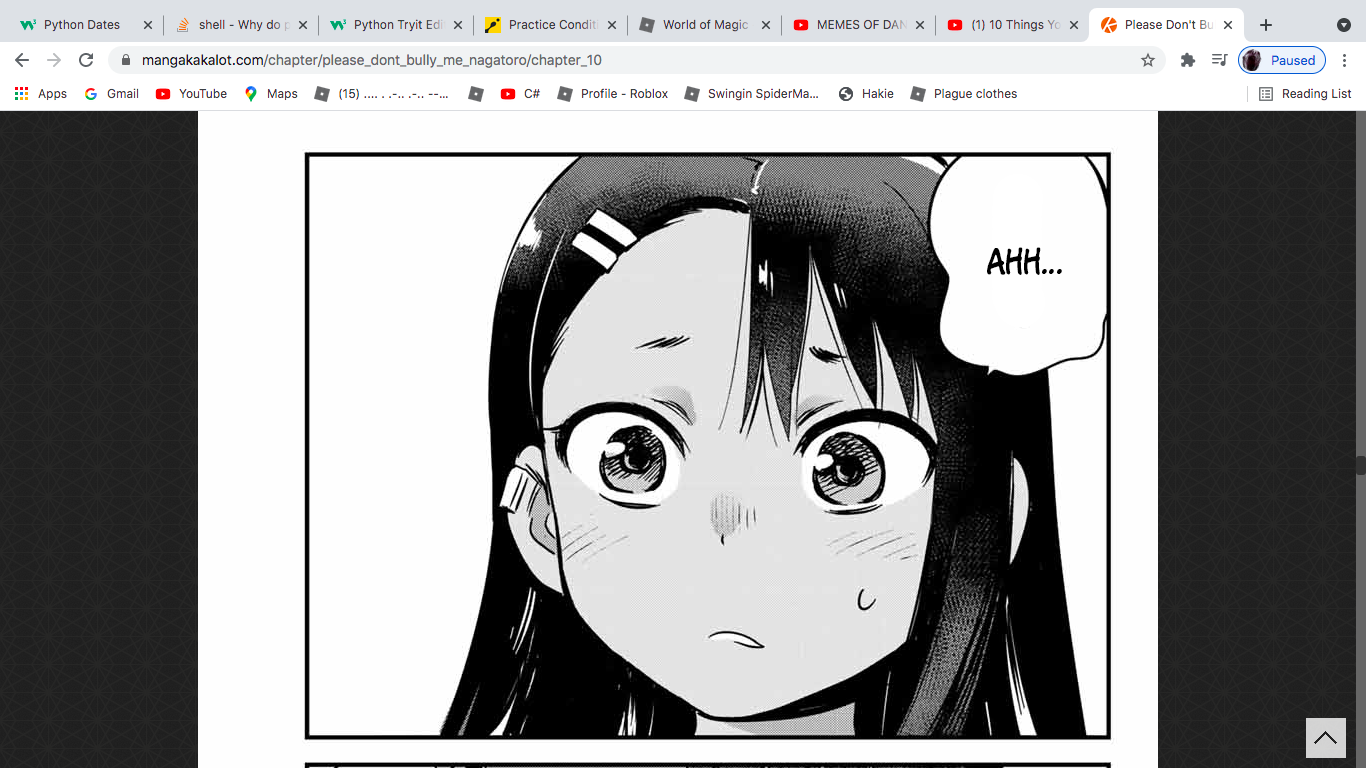 Python Dates
shell - Why do p
Python Tryit Edi
Practice Conditi
World of Magic
MEMES OF DAN
(1) 10 Things Yo
Please Don't Bu
mangakakalot.com/chapter/please_dont_bully_me_nagatoro/chapter_10
Paused
Apps
Gmail
YouTube
Maps
(15) .... . .-.. .-.. --...
C#
Profile - Roblox
Swingin SpiderMa...
Hakie
Plague clothes
Reading List
AHH...